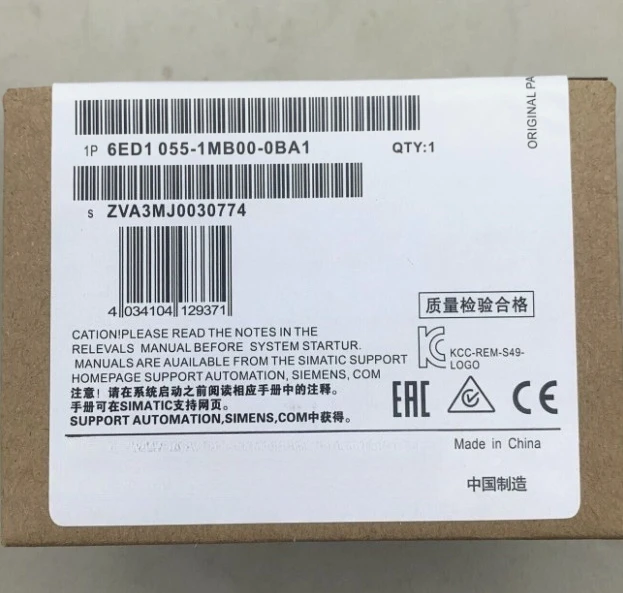 ORIGINAL PA
1P 6ED1 055-1MB00-0BA1 QTY:1
S ZVA3MJ0030774
4 034104 129371
质量检验合格
CATION!PLEASE READ THE NOTES IN THE
RELEVALS MANUAL BEFORE SYSTEM STARTUR.
MANUALS ARE AUAILABLE FROM THE SIMATIC SUPPORT
HOMEPAGE SUPPORT AUTOMATION, SIEMENS, COM
注意！请在系统启动之前阅读相应手册中的注释。
手册可在SIMATIC支持网页。
SUPPORT AUTOMATION,SIMENS,COM中获得。
KCC-REM-S49-
LOGO
EAC
CE
Made in China
中国制造